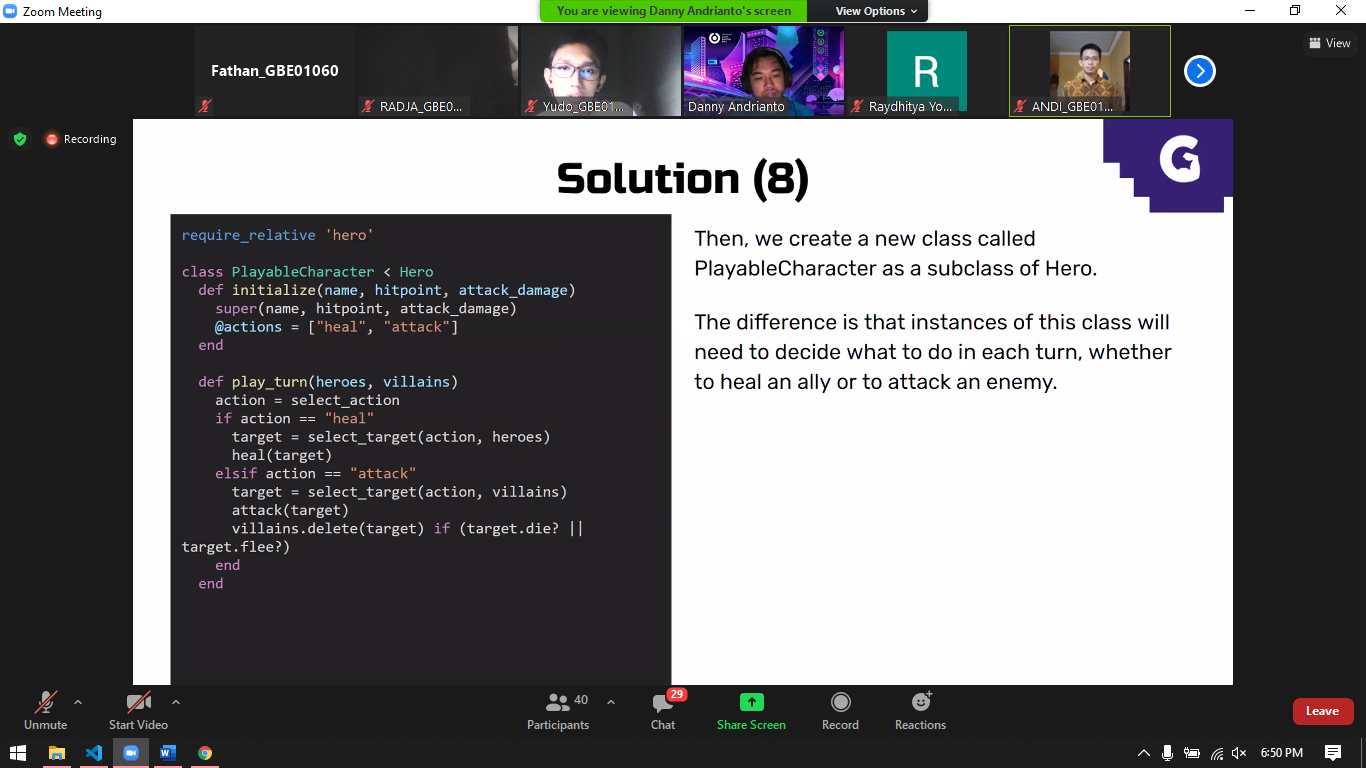 Zoom Meeting
You are viewing Danny Andrianto's screen
View Options
Fathan_GBE01060
RADJA_GBE0...
Yudo_GBE01...
Danny Andrianto
R
Raydhitya Yo...
ANDI_GBE01...
View
Recording
G
Solution (8)
require_relative 'hero'
class PlayableCharacter < Hero
  def initialize(name, hitpoint, attack_damage)
    super(name, hitpoint, attack_damage)
    @actions = ["heal", "attack"]
  end
  def play_turn(heroes, villains)
    action = select_action
    if action == "heal"
      target = select_target(action, heroes)
      heal(target)
    elsif action == "attack"
      target = select_target(action, villains)
      attack(target)
      villains.delete(target) if (target.die? ||
target.flee?)
    end
  end
Then, we create a new class called
PlayableCharacter as a subclass of Hero.
The difference is that instances of this class will
need to decide what to do in each turn, whether
to heal an ally or to attack an enemy.
Unmute
Start Video
40
Participants
29
Chat
Share Screen
Record
Reactions
Leave
6:50 PM